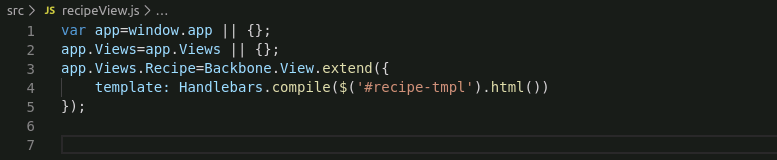 src > JS recipeView.js > ...
1 var app=window.app || {};
2 app.Views=app.Views || {};
3 app.Views.Recipe=Backbone.View.extend({
4     template: Handlebars.compile($('#recipe-tmpl').html())
5 });
6
7